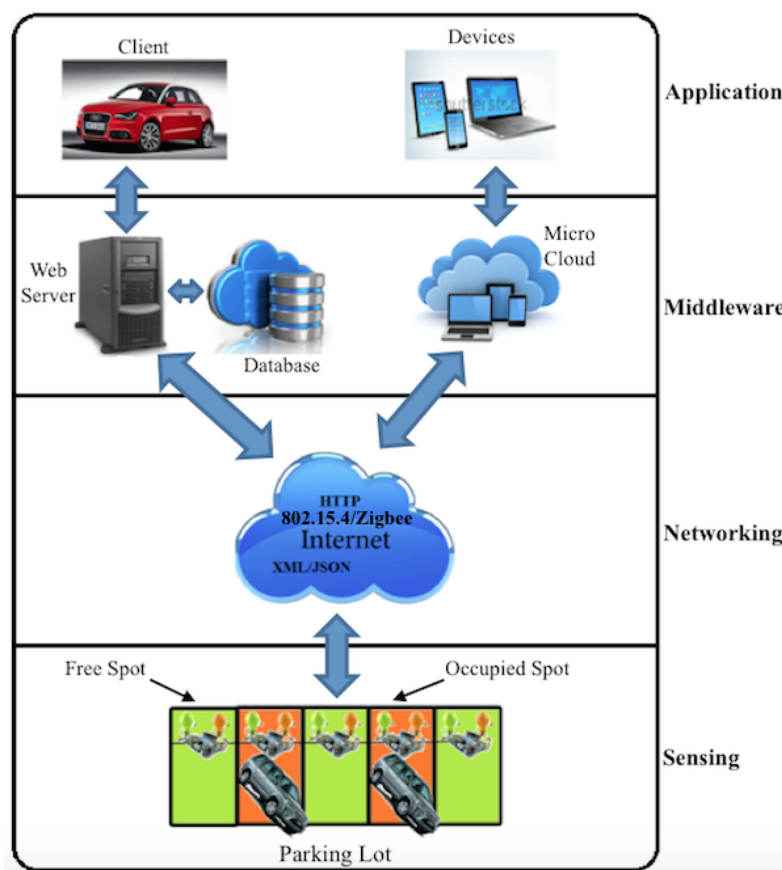 Client
Devices
Application
Web
Server
Database
Micro
Cloud
Middleware
HTTP
802.15.4/Zigbee
Internet
XML/JSON
Networking
Free Spot
Occupied Spot
Sensing
Parking Lot